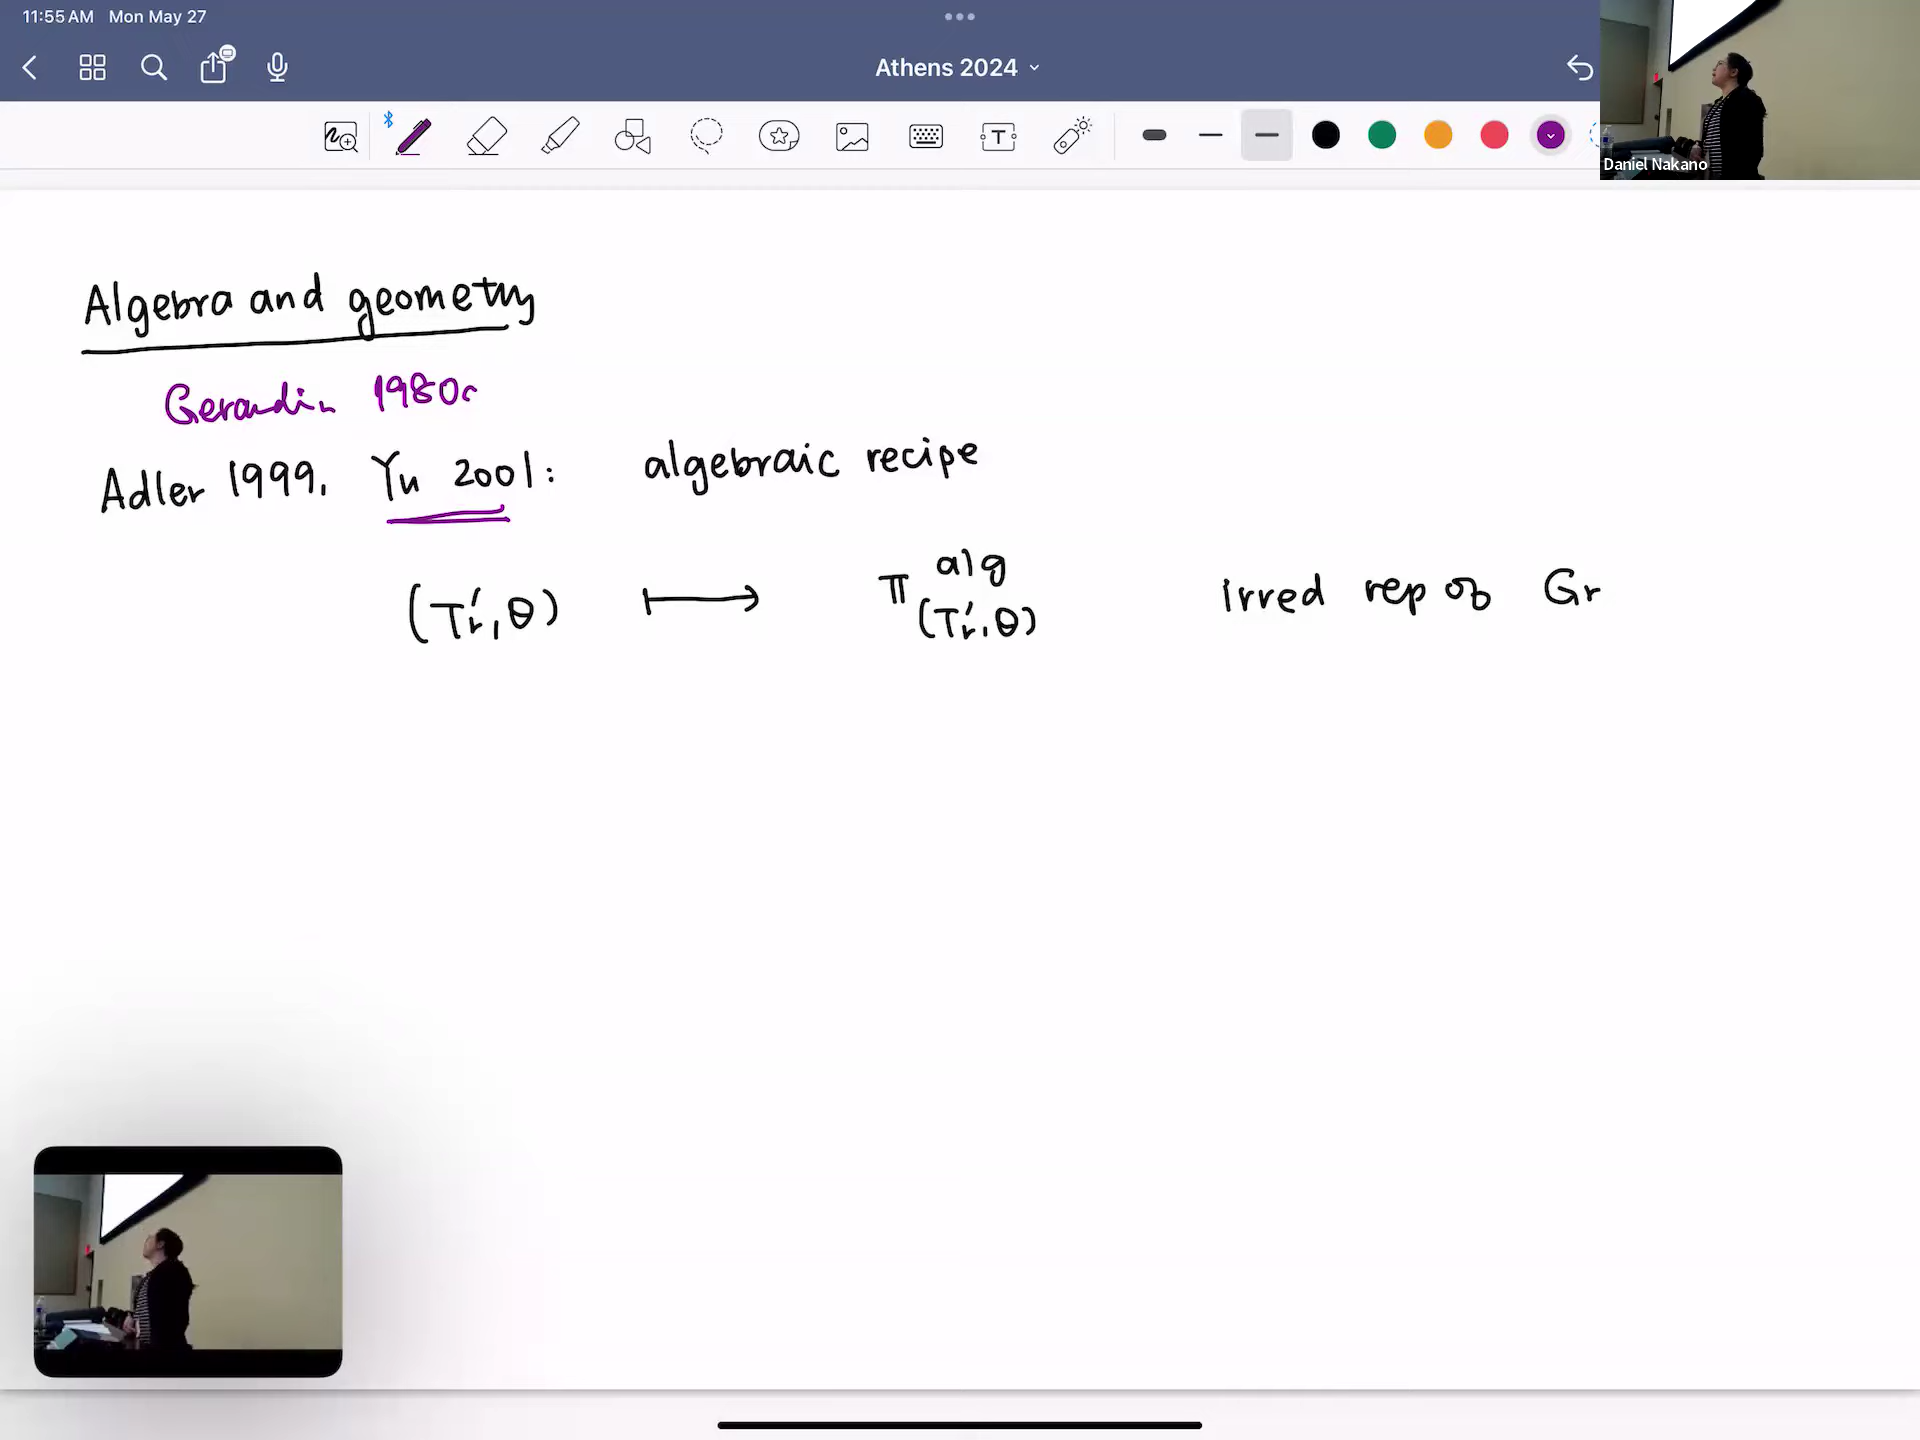 11:55 AM Mon May 27
Athens 2024
Daniel Nakano
Algebra and geometry
Gerardin 1980s
Adler 1999, Yu 2001: algebraic recipe
(T'r, θ) ⟼ π^alg_(T'r, θ) irred rep of Gr